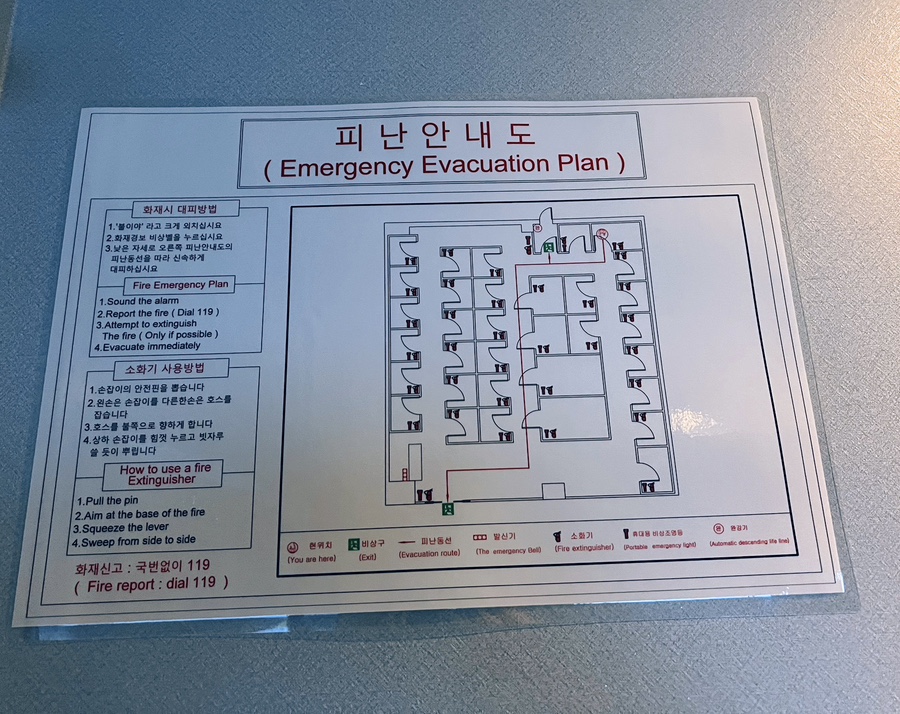 피난안내도
( Emergency Evacuation Plan )
화재시 대피방법
1.'불이야' 라고 크게 외치십시요
2.화재경보 비상벨을 누르십시요
3.낮은 자세로 오른쪽 피난안내도의
피난동선을 따라 신속하게
대피하십시요
Fire Emergency Plan
1.Sound the alarm
2.Report the fire ( Dial 119 )
3.Attempt to extinguish
The fire ( Only if possible )
4.Evacuate immediately
소화기 사용방법
1.손잡이의 안전핀을 뽑습니다
2.왼손은 손잡이를 다른한손은 호스를
잡습니다
3.호스를 불쪽으로 향하게 합니다
4.상하 손잡이를 힘껏 누르고 빗자루
쓸 듯이 뿌립니다
How to use a fire
Extinguisher
1.Pull the pin
2.Aim at the base of the fire
3.Squeeze the lever
4.Sweep from side to side
화재신고 : 국번없이 119
( Fire report : dial 119 )
현위치
(You are here)
비상구
(Exit)
피난동선
(Evacuation route)
발신기
(The emergency Bell)
소화기
(Fire extinguisher)
휴대용 비상조명등
(Portable emergency light)
완강기
(Automatic descending life line)